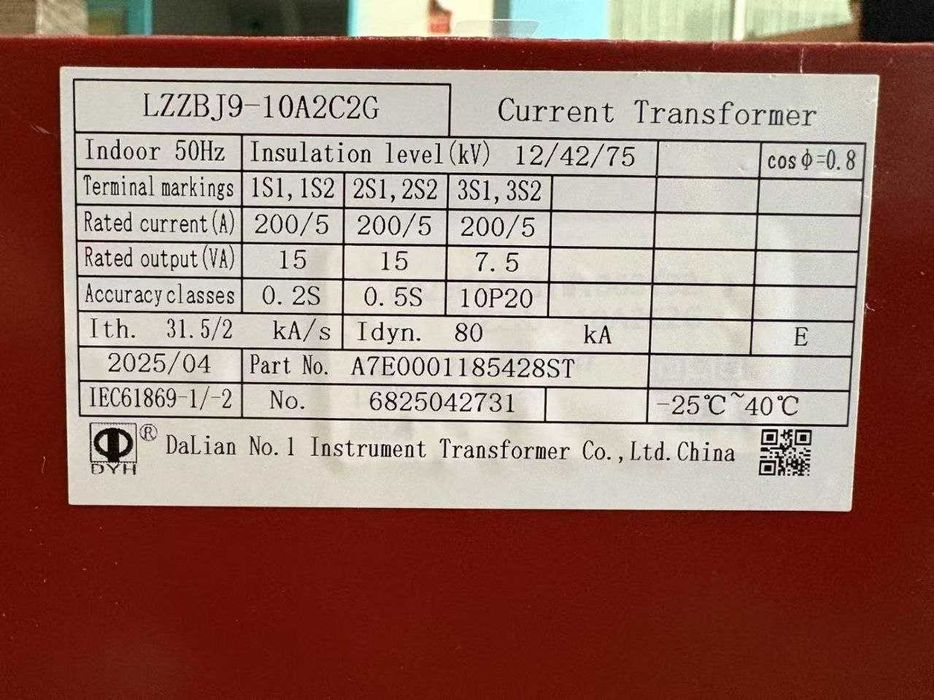 LZZBJ9-10A2C2G Current Transformer
Indoor 50Hz Insulation level(kV) 12/42/75 cosΦ=0.8
Terminal markings 1S1,1S2 2S1,2S2 3S1,3S2
Rated current(A) 200/5 200/5 200/5
Rated output(VA) 15 15 7.5
Accuracy classes 0.2S 0.5S 10P20
Ith. 31.5/2 kA/s Idyn. 80 kA E
2025/04 Part No. A7E0001185428ST
IEC61869-1/-2 No. 6825042731 -25℃~40℃
® DaLian No.1 Instrument Transformer Co.,Ltd.China
DYH